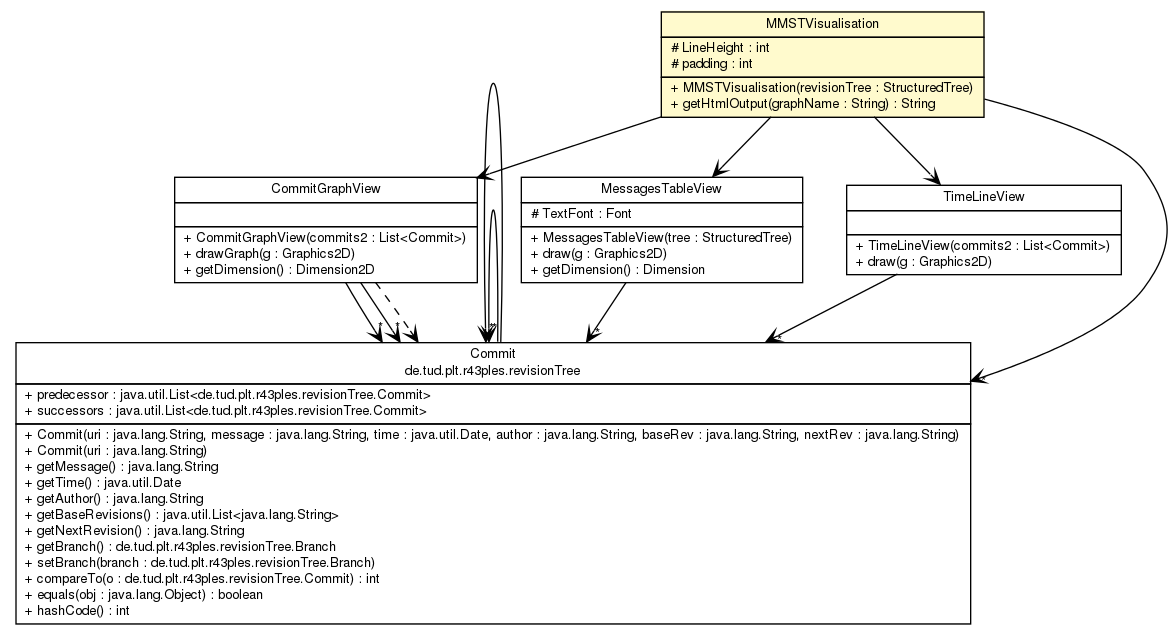 MMSTVisualisation
# LineHeight : int
# padding : int
+ MMSTVisualisation(revisionTree : StructuredTree)
+ getHtmlOutput(graphName : String) : String
CommitGraphView
+ CommitGraphView(commits2 : List<Commit>)
+ drawGraph(g : Graphics2D)
+ getDimension() : Dimension2D
MessagesTableView
# TextFont : Font
+ MessagesTableView(tree : StructuredTree)
+ draw(g : Graphics2D)
+ getDimension() : Dimension
TimeLineView
+ TimeLineView(commits2 : List<Commit>)
+ draw(g : Graphics2D)
* * * * * * *
Commit
de.tud.plt.r43ples.revisionTree
+ predecessor : java.util.List<de.tud.plt.r43ples.revisionTree.Commit>
+ successors : java.util.List<de.tud.plt.r43ples.revisionTree.Commit>
+ Commit(uri : java.lang.String, message : java.lang.String, time : java.util.Date, author : java.lang.String, baseRev : java.lang.String, nextRev : java.lang.String)
+ Commit(uri : java.lang.String)
+ getMessage() : java.lang.String
+ getTime() : java.util.Date
+ getAuthor() : java.lang.String
+ getBaseRevisions() : java.util.List<java.lang.String>
+ getNextRevision() : java.lang.String
+ getBranch() : de.tud.plt.r43ples.revisionTree.Branch
+ setBranch(branch : de.tud.plt.r43ples.revisionTree.Branch)
+ compareTo(o : de.tud.plt.r43ples.revisionTree.Commit) : int
+ equals(obj : java.lang.Object) : boolean
+ hashCode() : int